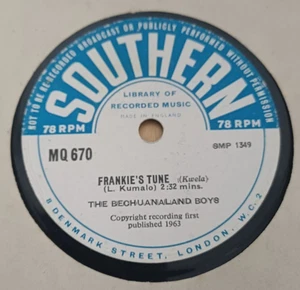 NOT TO BE RE-RECORDED BROADCAST OR PUBLICLY PERFORMED WITHOUT PERMISSION
SOUTHERN
LIBRARY OF
RECORDED MUSIC
MADE IN ENGLAND
78 RPM
78 RPM
MQ 670
GMP 1349
FRANKIE'S TUNE (Kwela)
(L. Kumalo) 2:32 mins.
THE BECHUANALAND BOYS
Copyright recording first
published 1963
8 DENMARK STREET, LONDON, W.C.2